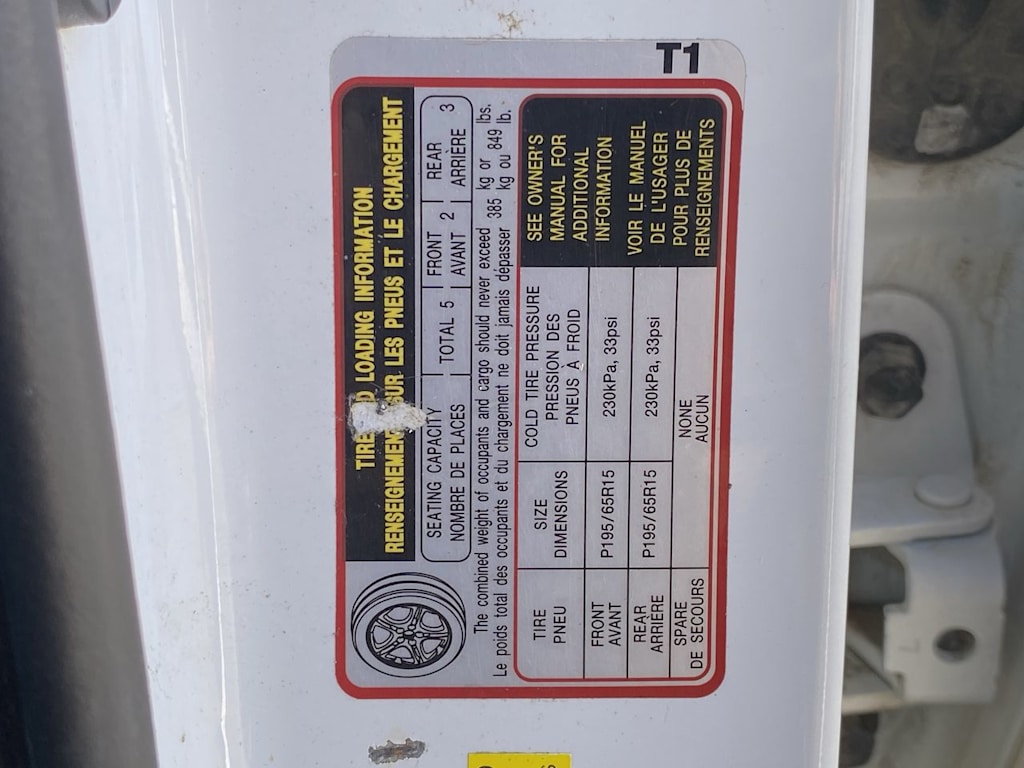 T1
TIRE D LOADING INFORMATION
RENSEIGNEMEN SUR LES PNEUS ET LE CHARGEMENT
SEATING CAPACITY
NOMBRE DE PLACES
TOTAL 5
FRONT
AVANT
2
REAR
ARRIÈRE
3
The combined weight of occupants and cargo should never exceed 385 kg or 849 lbs.
Le poids total des occupants et du chargement ne doit jamais dépasser 385 kg ou 849 lb.
TIRE
PNEU
SIZE
DIMENSIONS
COLD TIRE PRESSURE
PRESSION DES
PNEUS À FROID
SEE OWNER'S
MANUAL FOR
ADDITIONAL
INFORMATION
VOIR LE MANUEL
DE L'USAGER
POUR PLUS DE
RENSEIGNEMENTS
FRONT
AVANT
P195/65R15
230kPa, 33psi
REAR
ARRIÈRE
P195/65R15
230kPa, 33psi
SPARE
DE SECOURS
NONE
AUCUN